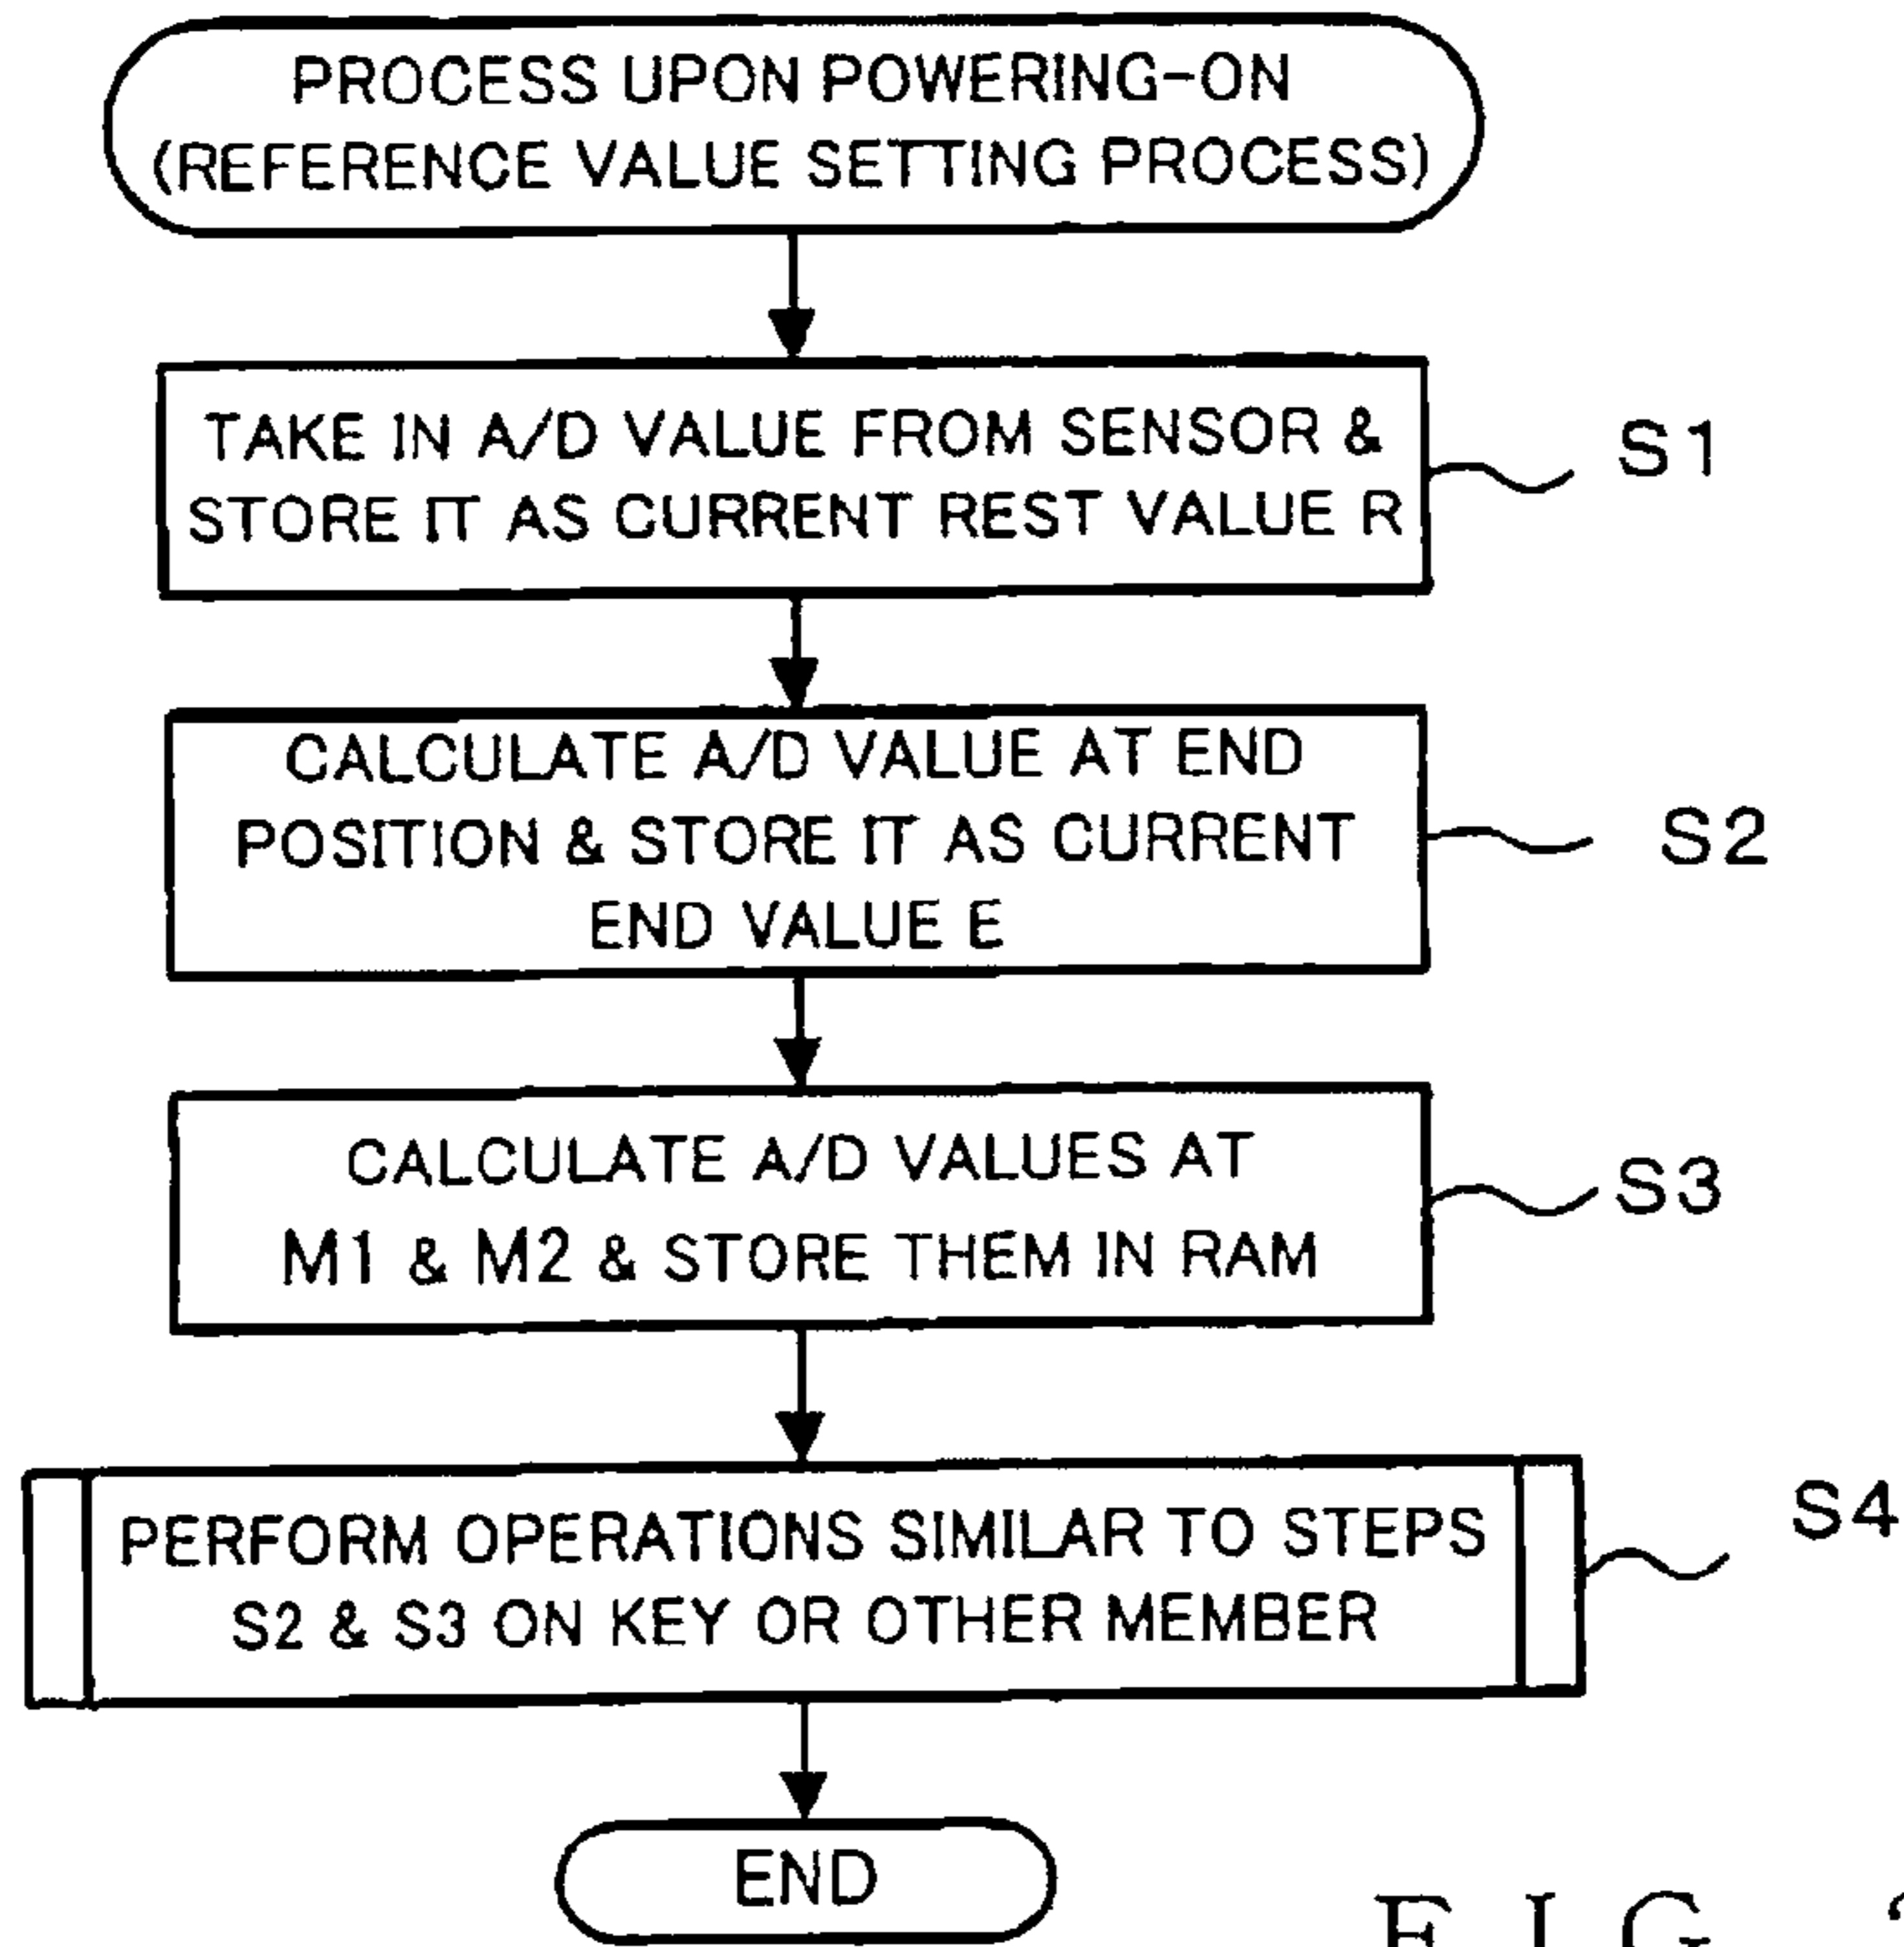 PROCESS UPON POWERING-ON
(REFERENCE VALUE SETTING PROCESS)
TAKE IN A/D VALUE FROM SENSOR &
STORE IT AS CURRENT REST VALUE R
S1
CALCULATE A/D VALUE AT END
POSITION & STORE IT AS CURRENT
END VALUE E
S2
CALCULATE A/D VALUES AT
M1 & M2 & STORE THEM IN RAM
S3
PERFORM OPERATIONS SIMILAR TO STEPS
S2 & S3 ON KEY OR OTHER MEMBER
S4
END
FIG